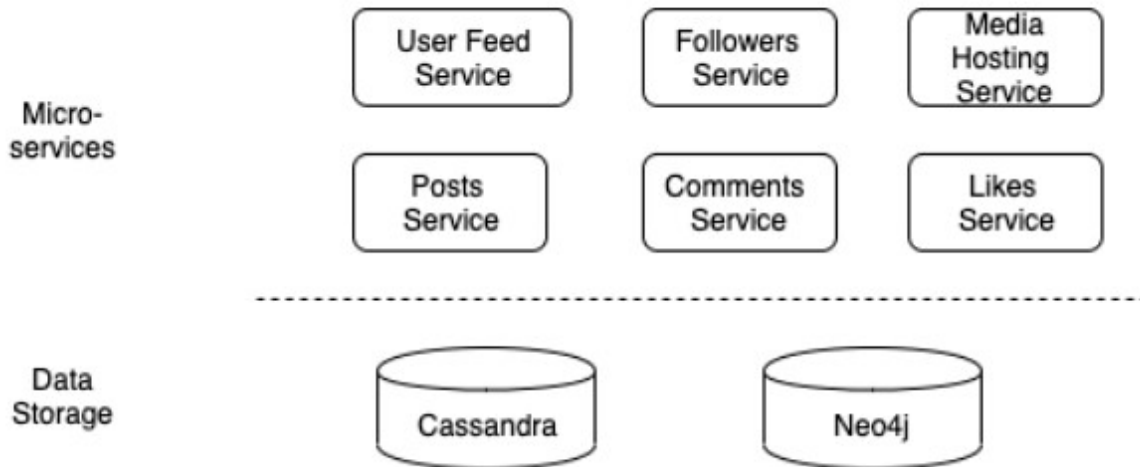 User Feed
Service
Followers
Service
Media
Hosting
Service
Micro-
services
Posts
Service
Comments
Service
Likes
Service
Data
Storage
Cassandra
Neo4j